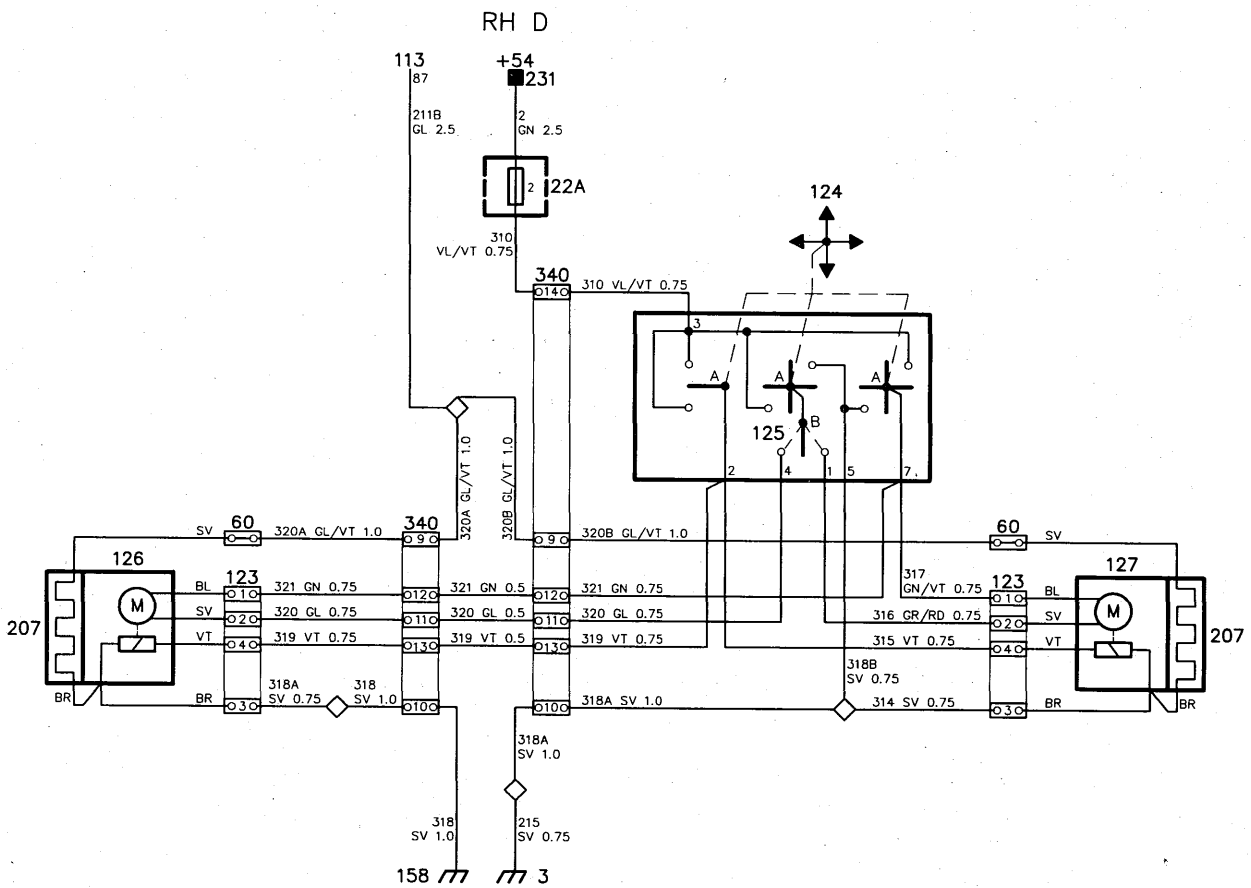 RH D
113
+54
87
231
211B
GL 2.5
2
GN 2.5
2
22A
124
310
VL/VT 0.75
340
14
310 VL/VT 0.75
3
A
A
A
125
B
2
4
1
5
7
320A GL/VT 1.0
320B GL/VT 1.0
SV
60
320A GL/VT 1.0
340
9
9
320B GL/VT 1.0
60
SV
126
123
BL
1
321 GN 0.75
12
321 GN 0.5
12
321 GN 0.75
317
GN/VT 0.75
123
1
BL
127
M
SV
2
320 GL 0.75
11
320 GL 0.5
11
320 GL 0.75
316 GR/RD 0.75
2
SV
M
207
VT
4
319 VT 0.75
13
319 VT 0.5
13
319 VT 0.75
315 VT 0.75
4
VT
207
318B
SV 0.75
BR
BR
3
318A
SV 0.75
318
SV 1.0
10
10
318A SV 1.0
314 SV 0.75
3
BR
BR
318A
SV 1.0
318
SV 1.0
215
SV 0.75
158
3